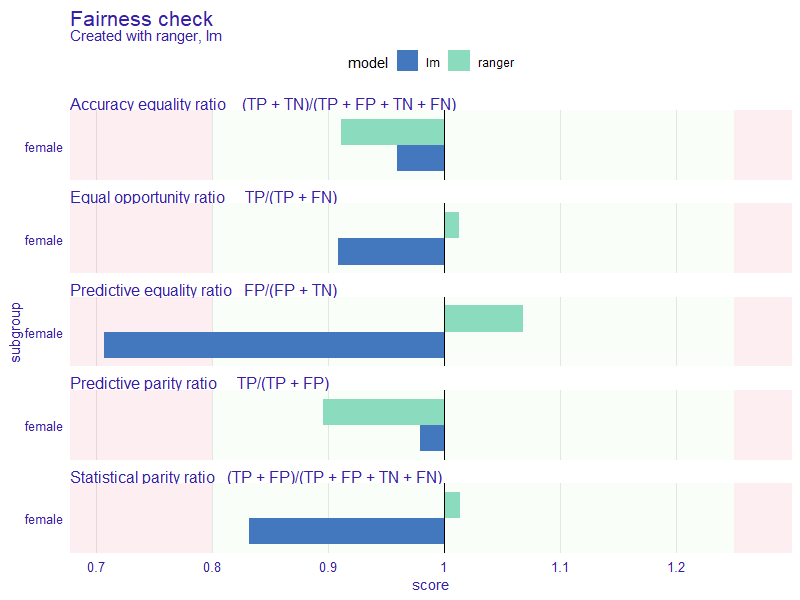 Fairness check
Created with ranger, lm
model lm ranger
Accuracy equality ratio (TP + TN)/(TP + FP + TN + FN)
female
Equal opportunity ratio TP/(TP + FN)
female
Predictive equality ratio FP/(FP + TN)
subgroup
female
Predictive parity ratio TP/(TP + FP)
female
Statistical parity ratio (TP + FP)/(TP + FP + TN + FN)
female
0.7 0.8 0.9 1 1.1 1.2
score